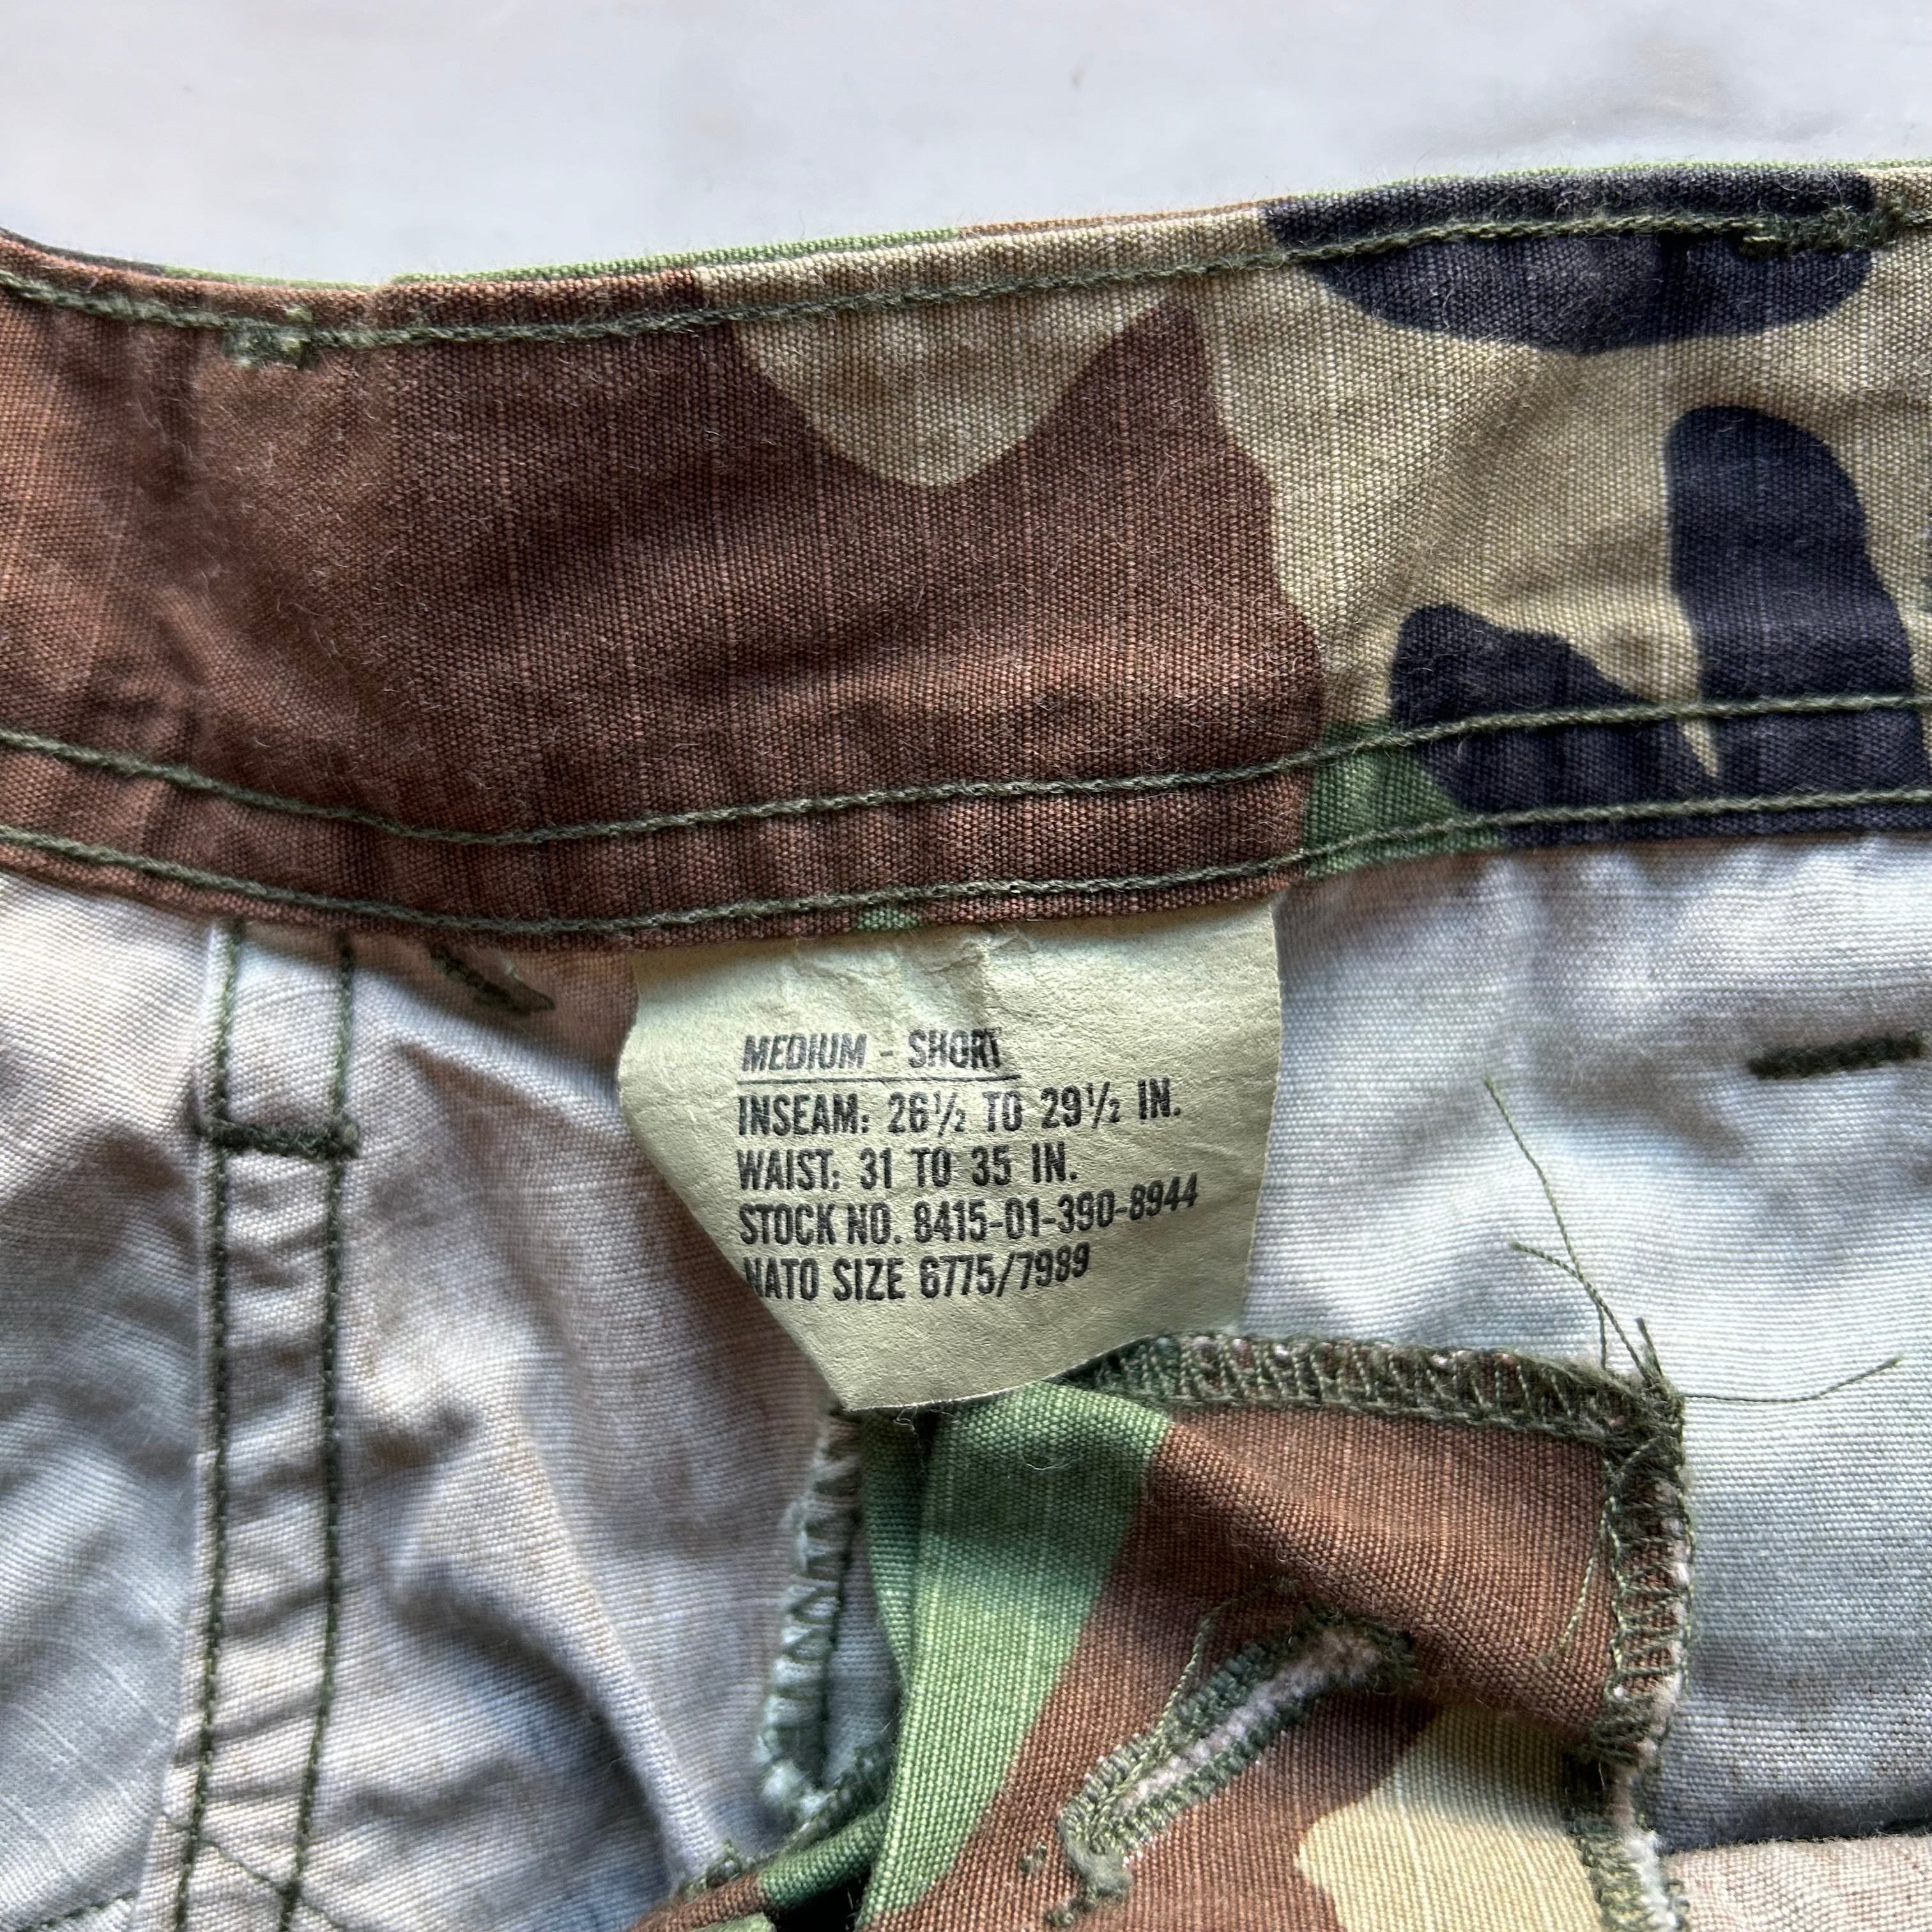 MEDIUM - SHORT
INSEAM: 26½ TO 29½ IN.
WAIST: 31 TO 35 IN.
STOCK NO. 8415-01-390-8944
NATO SIZE 6775/7989